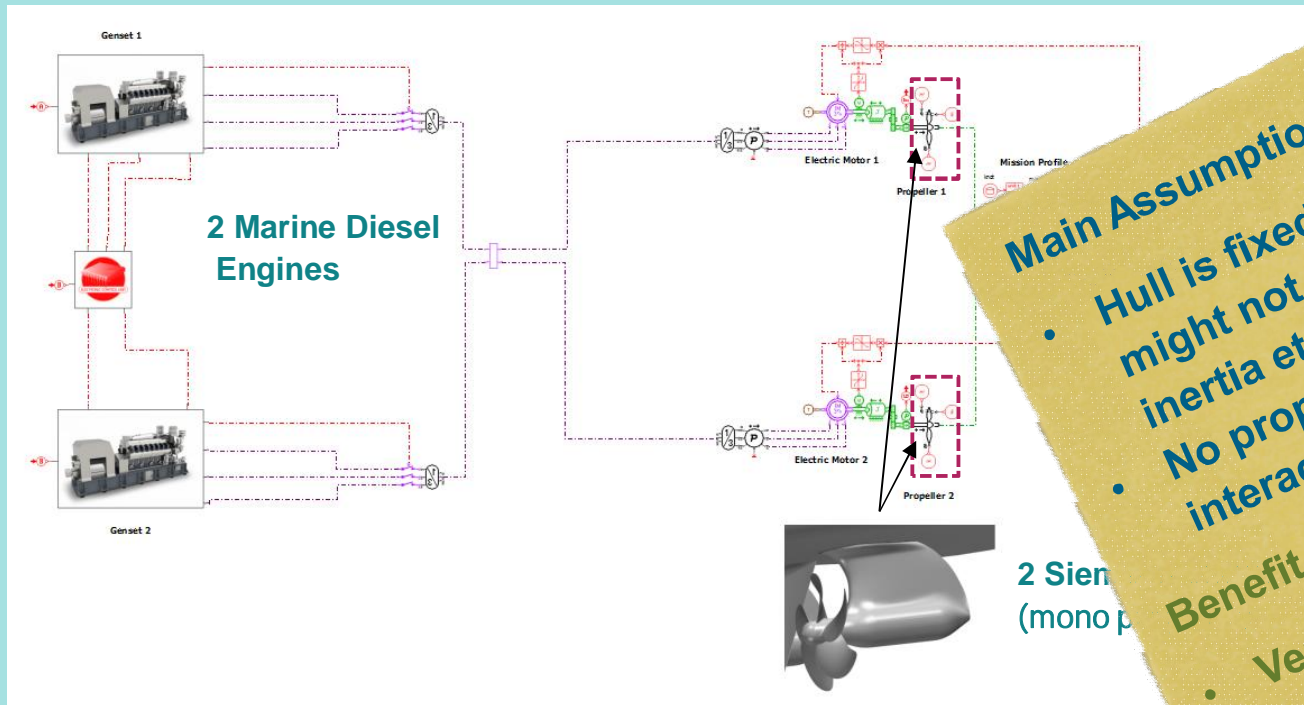 Genset 1
2 Marine Diesel
Engines
Genset 2
Electric Motor 1
Propeller 1
Mission Profile
Electric Motor 2
Propeller 2
2 Sien
(mono p
Main Assumptio
• Hull is fixed
might not
inertia et
• No prop
interac
Benefit
• Ve